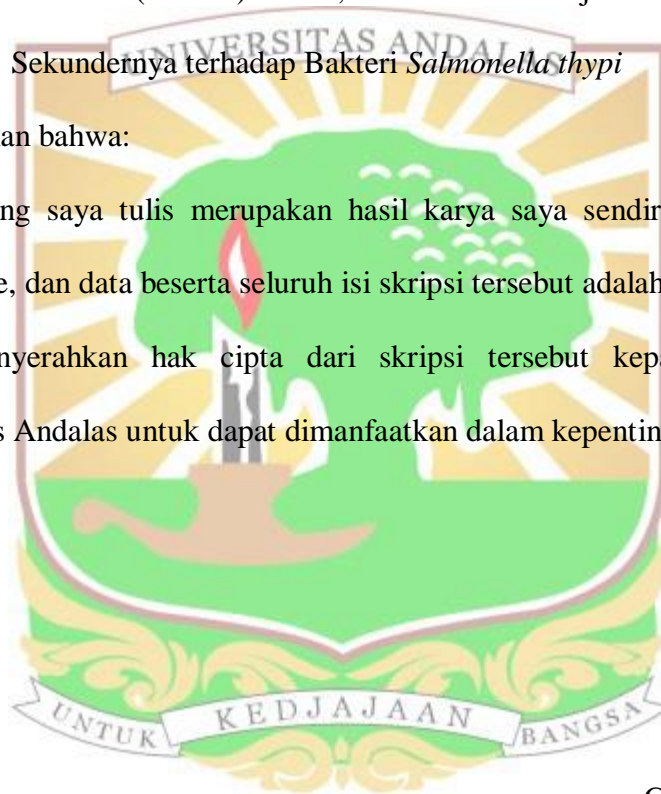 UNIVERSITAS ANDALAS
Sekundernya terhadap Bakteri Salmonella thypi
an bahwa:
ng saya tulis merupakan hasil karya saya sendir
e, dan data beserta seluruh isi skripsi tersebut adalah
nyerahkan hak cipta dari skripsi tersebut kepa
s Andalas untuk dapat dimanfaatkan dalam kepentin
UNTUK KEDJAJAAN BANGSA